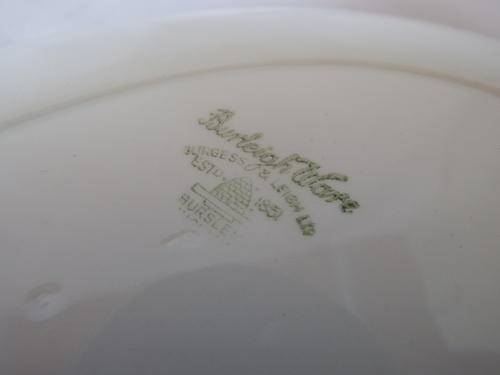 Burleigh Ware
BURGESS & LEIGH LTD
ESTD. 1851
BURSLEM